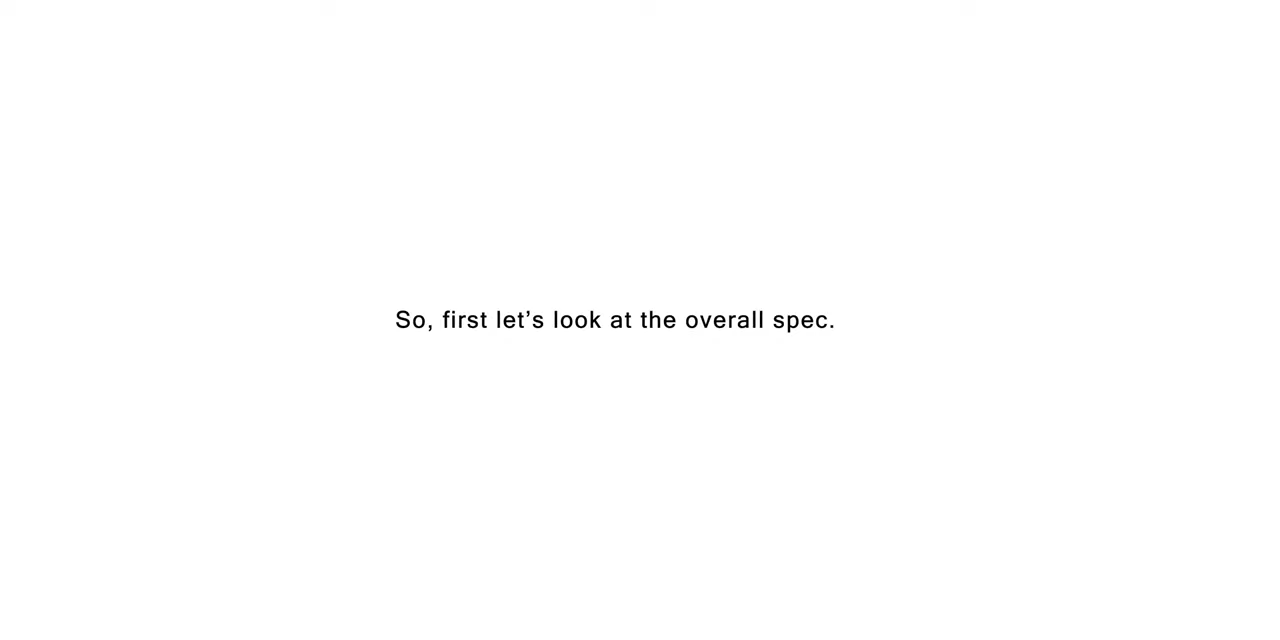 So, first let’s look at the overall spec.